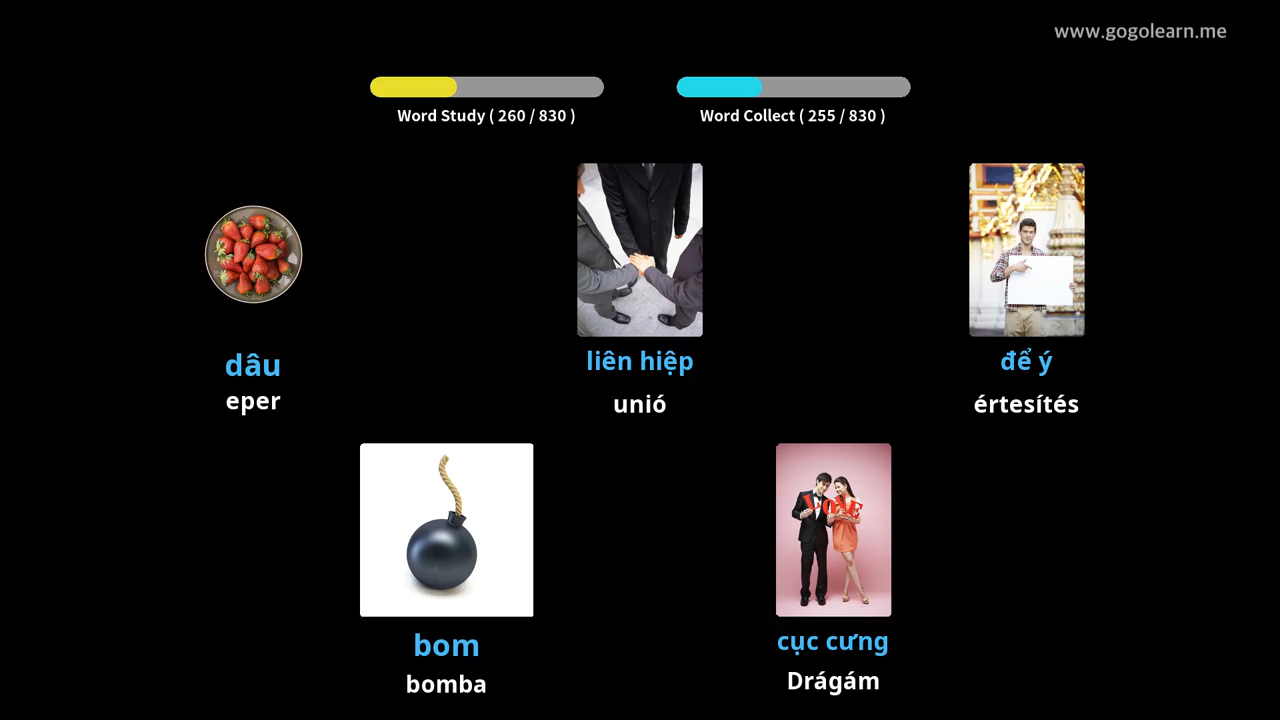 www.gogolearn.me
Word Study ( 260 / 830 )
Word Collect ( 255 / 830 )
dâu
eper
liên hiệp
unió
để ý
értesítés
bom
bomba
cục cưng
Drágám